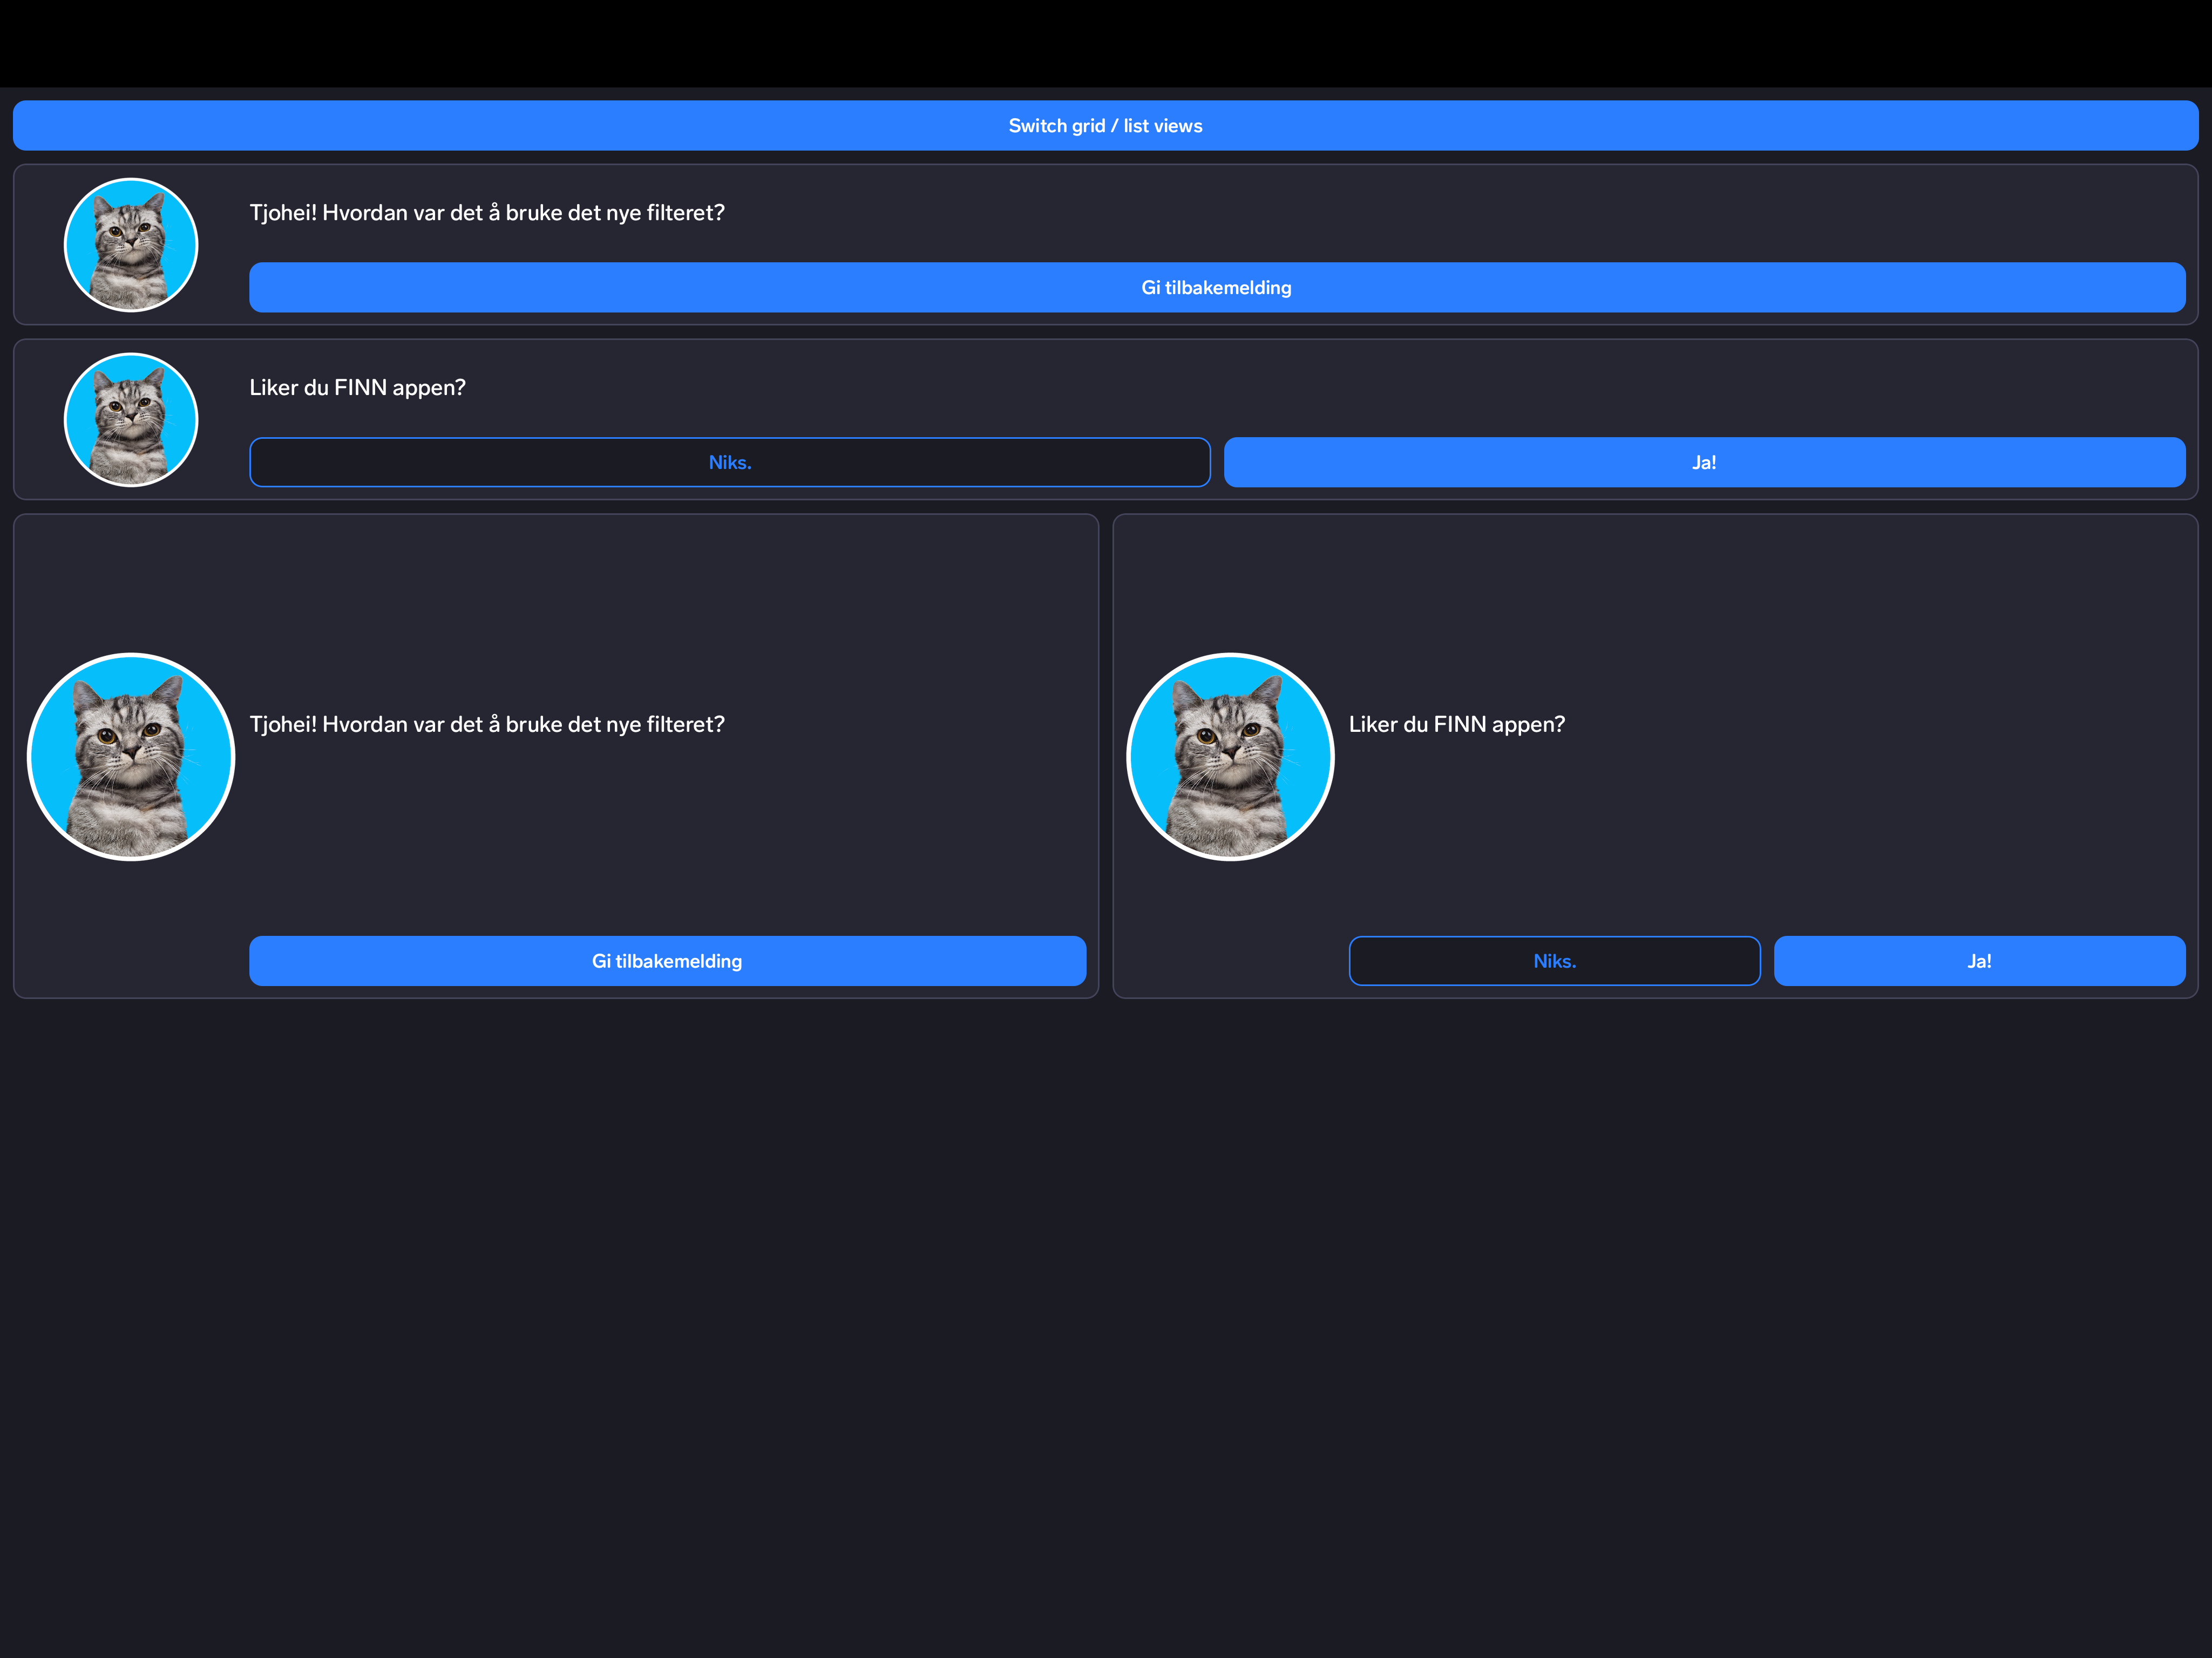 Switch grid / list views
Tjohei! Hvordan var det å bruke det nye filteret?
Gi tilbakemelding
Liker du FINN appen?
Niks.
Ja!
Tjohei! Hvordan var det å bruke det nye filteret?
Gi tilbakemelding
Liker du FINN appen?
Niks.
Ja!